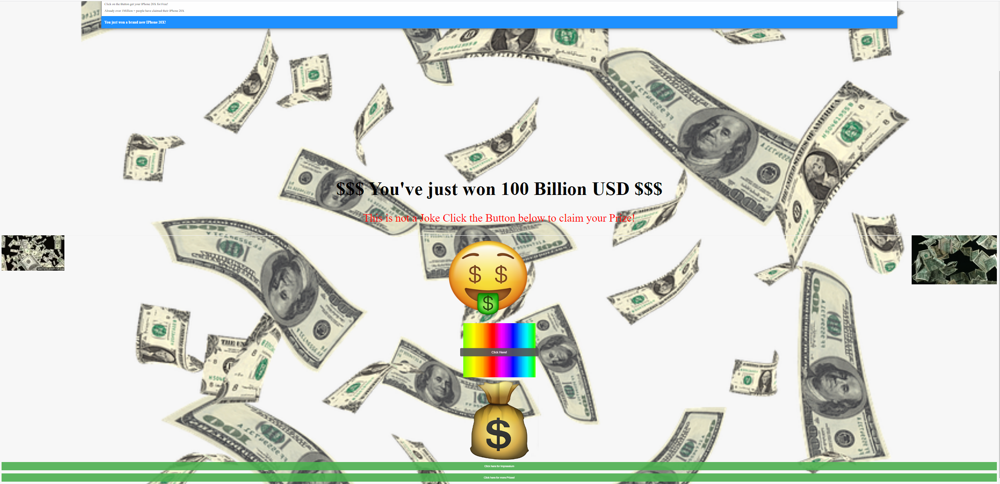 Click on the Button get your IPhone 20X for Free!
Already over 1Million + people have claimed their IPhone 20X
You just won a brand new IPhone 20X!
$$$ You've just won 100 Billion USD $$$
This is not a Joke Click the Button below to claim your Prize!
MAKE GIFS AT GIFSOUP.COM
$ $
$
Click Here!
$
Click here for Impressium
Click here for more Prizes!